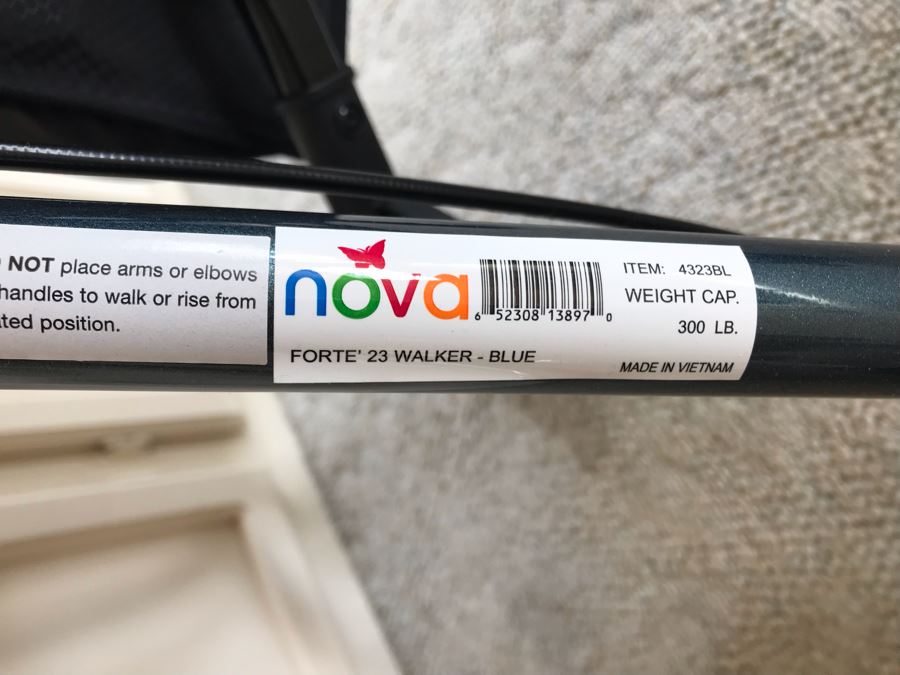 NOT place arms or elbows
handles to walk or rise from
position.
nova
6 52308 13897 0
ITEM: 4323BL
WEIGHT CAP.
300 LB.
FORTE' 23 WALKER - BLUE
MADE IN VIETNAM